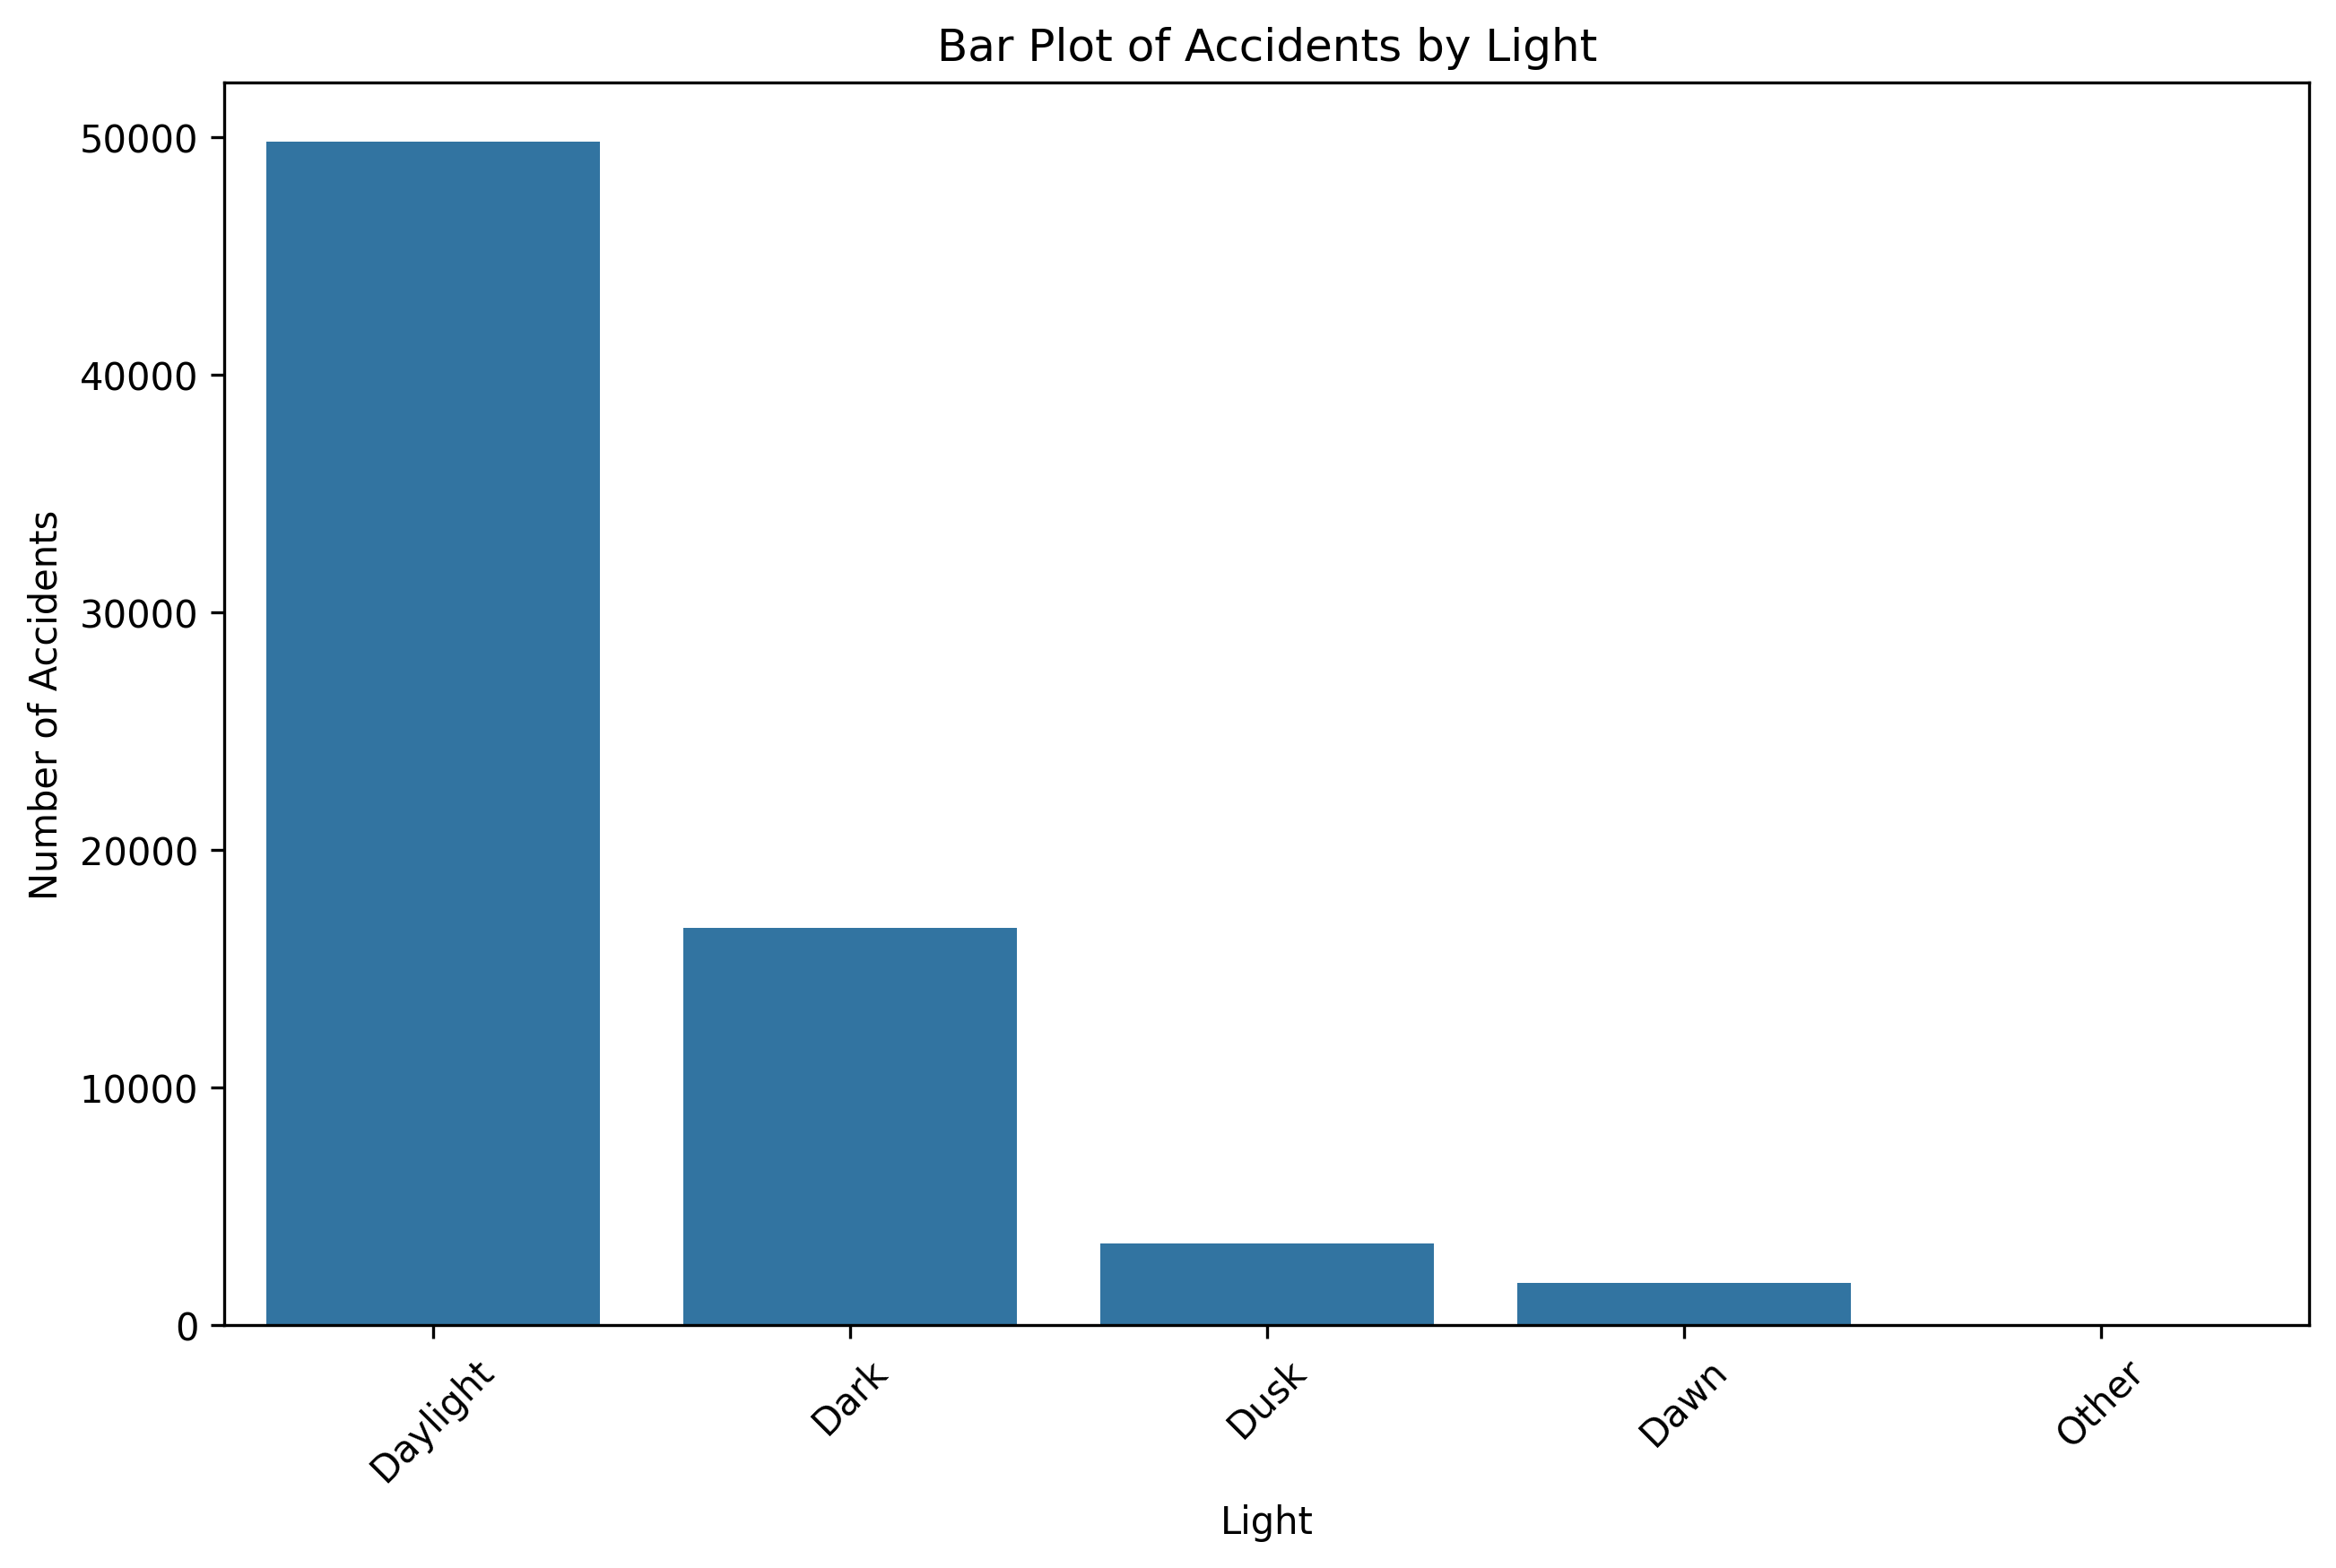 Bar Plot of Accidents by Light
Number of Accidents
50000
40000
30000
20000
10000
0
Daylight
Dark
Dusk
Dawn
Other
Light